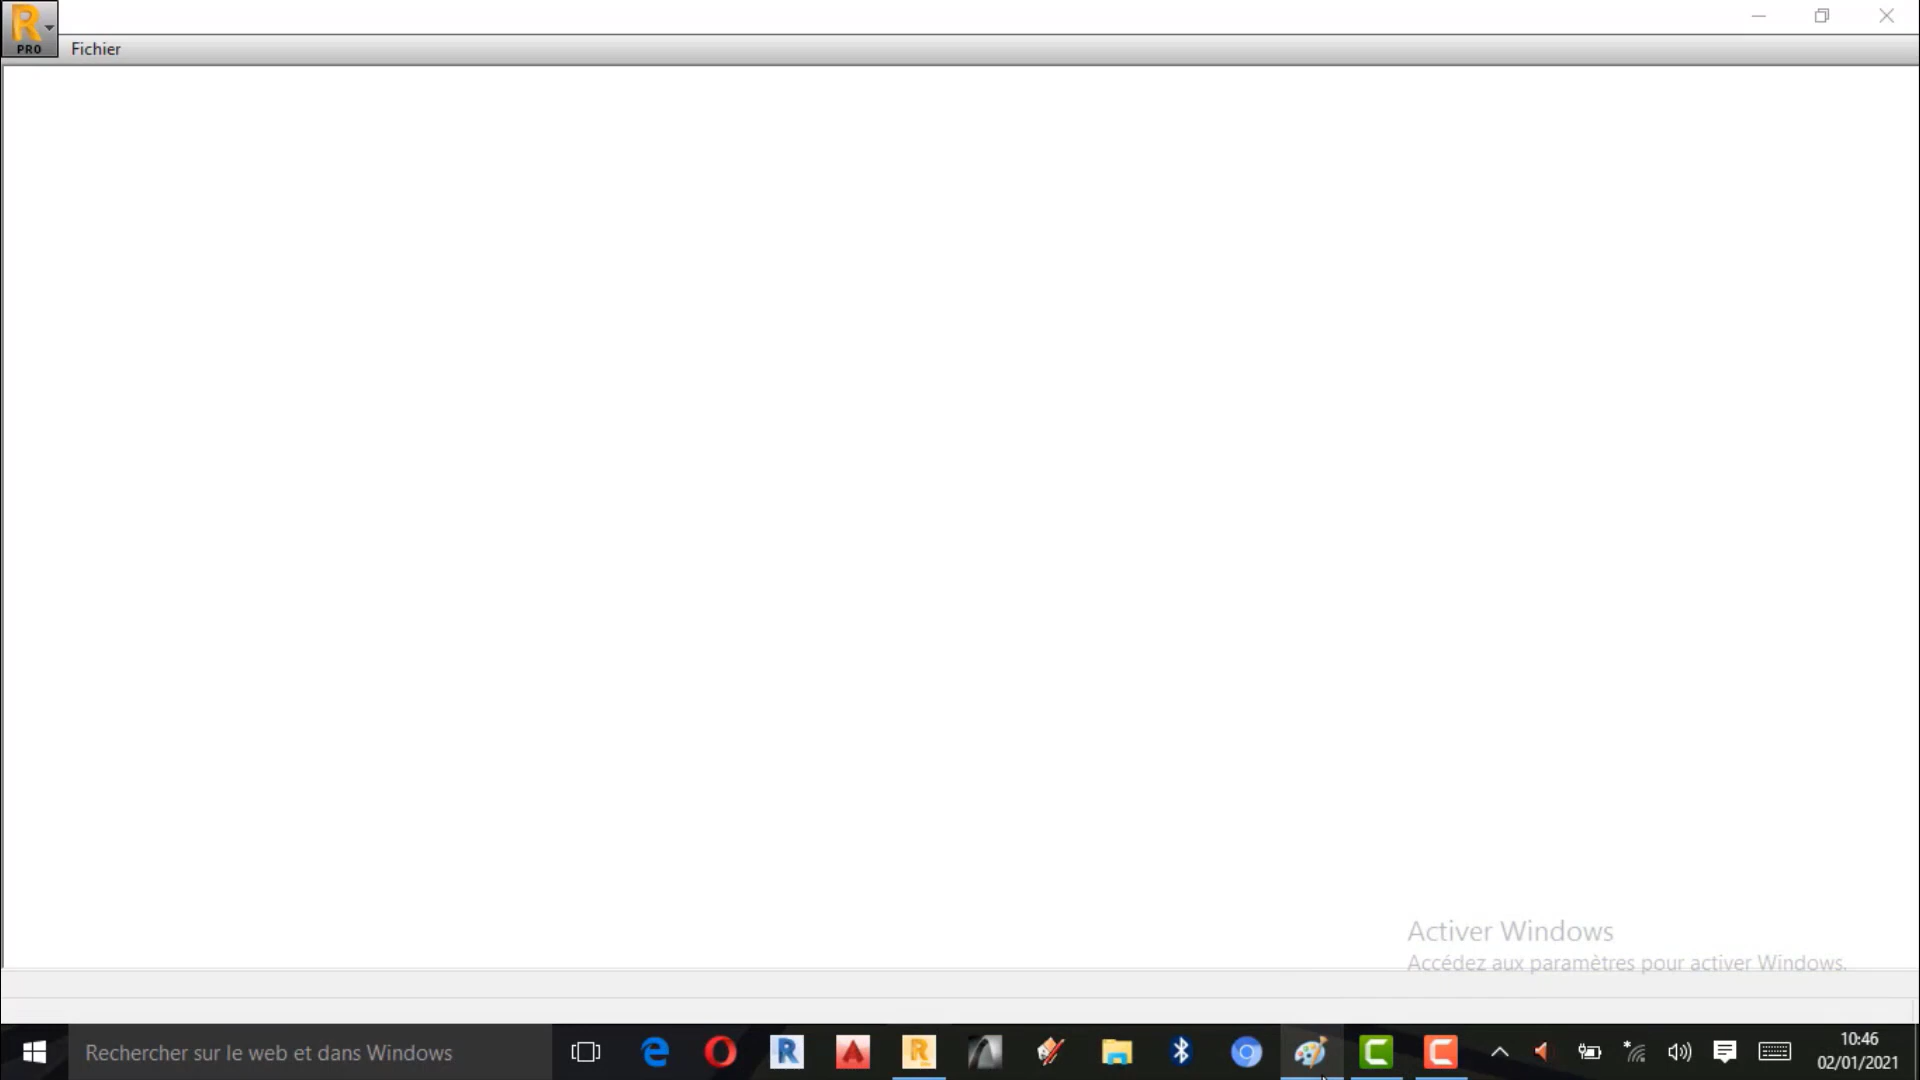 R
PRO
Fichier
Activer Windows
Accédez aux paramètres pour activer Windows.
Rechercher sur le web et dans Windows
10:46
02/01/2021